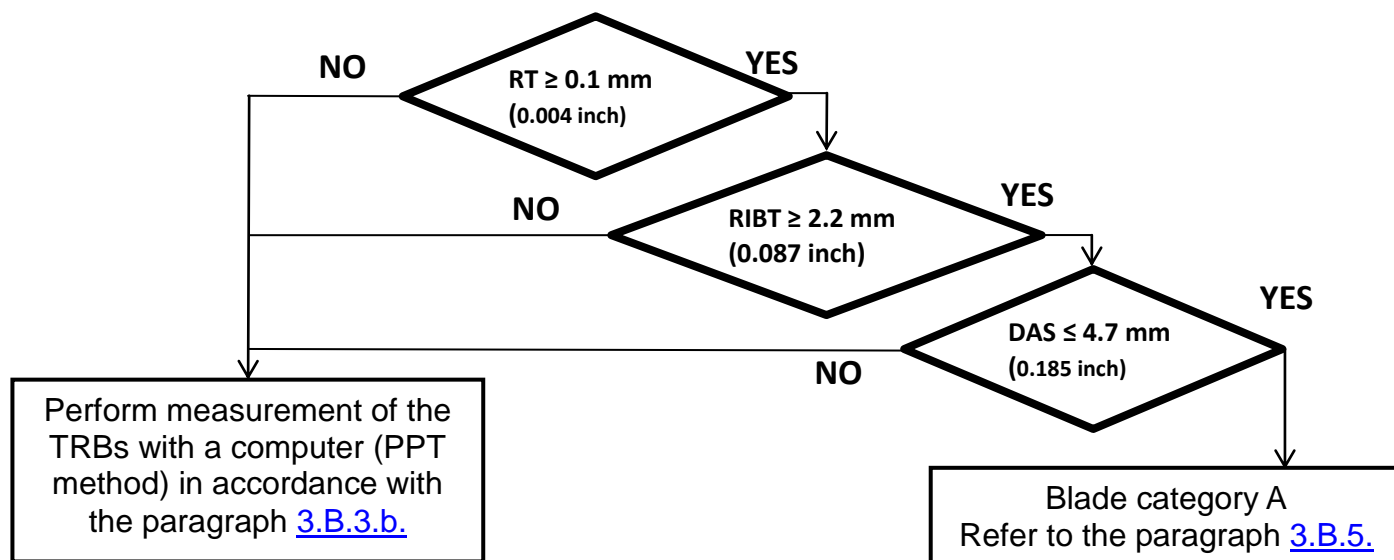 NO
YES
RT ≥ 0.1 mm
(0.004 inch)
NO
YES
RIBT ≥ 2.2 mm
(0.087 inch)
YES
DAS ≤ 4.7 mm
(0.185 inch)
NO
Perform measurement of the
TRBs with a computer (PPT
method) in accordance with
the paragraph 3.B.3.b.
Blade category A
Refer to the paragraph 3.B.5.